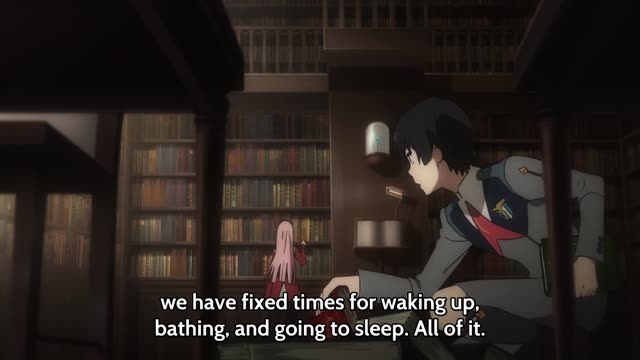 we have fixed times for waking up,
bathing, and going to sleep. All of it.